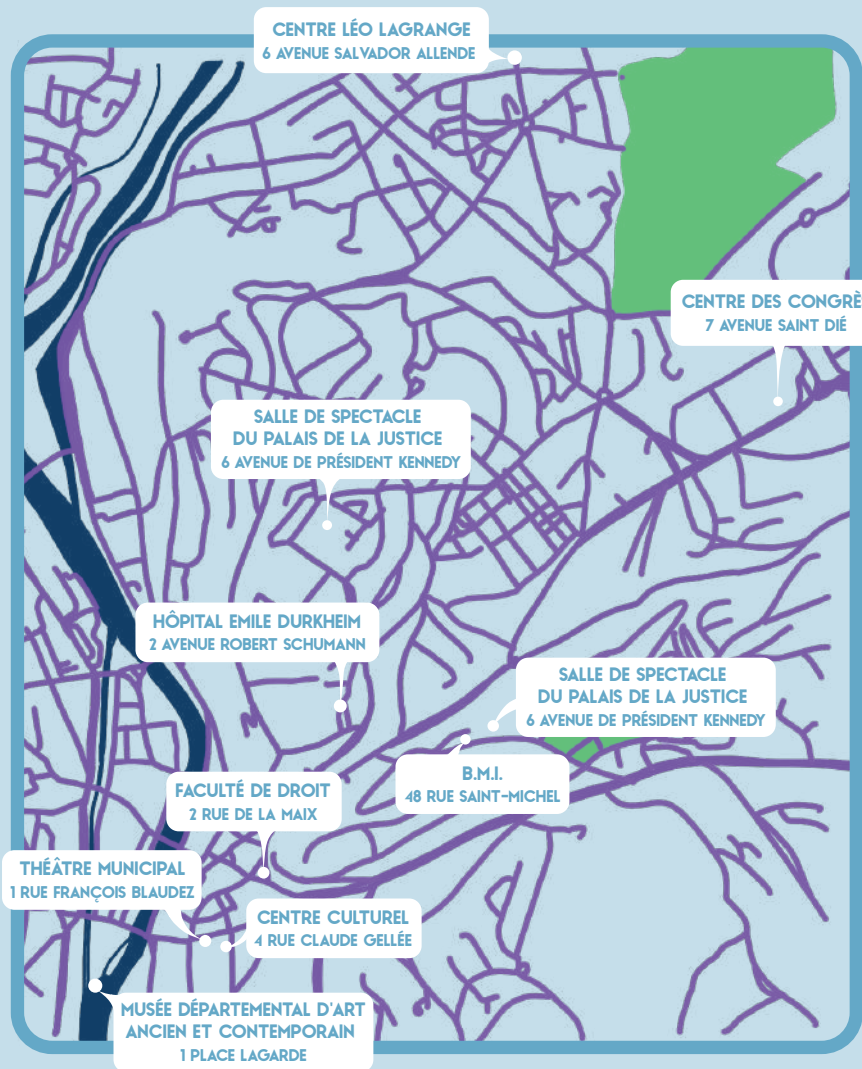 CENTRE LÉO LAGRANGE
6 AVENUE SALVADOR ALLENDE
CENTRE DES CONGRÈ
7 AVENUE SAINT DIÉ
SALLE DE SPECTACLE
DU PALAIS DE LA JUSTICE
6 AVENUE DE PRÉSIDENT KENNEDY
HÔPITAL EMILE DURKHEIM
2 AVENUE ROBERT SCHUMANN
SALLE DE SPECTACLE
DU PALAIS DE LA JUSTICE
6 AVENUE DE PRÉSIDENT KENNEDY
B.M.I.
48 RUE SAINT-MICHEL
FACULTÉ DE DROIT
2 RUE DE LA MAIX
THÉÂTRE MUNICIPAL
1 RUE FRANÇOIS BLAUDEZ
CENTRE CULTUREL
4 RUE CLAUDE GELLÉE
MUSÉE DÉPARTEMENTAL D'ART
ANCIEN ET CONTEMPORAIN
1 PLACE LAGARDE